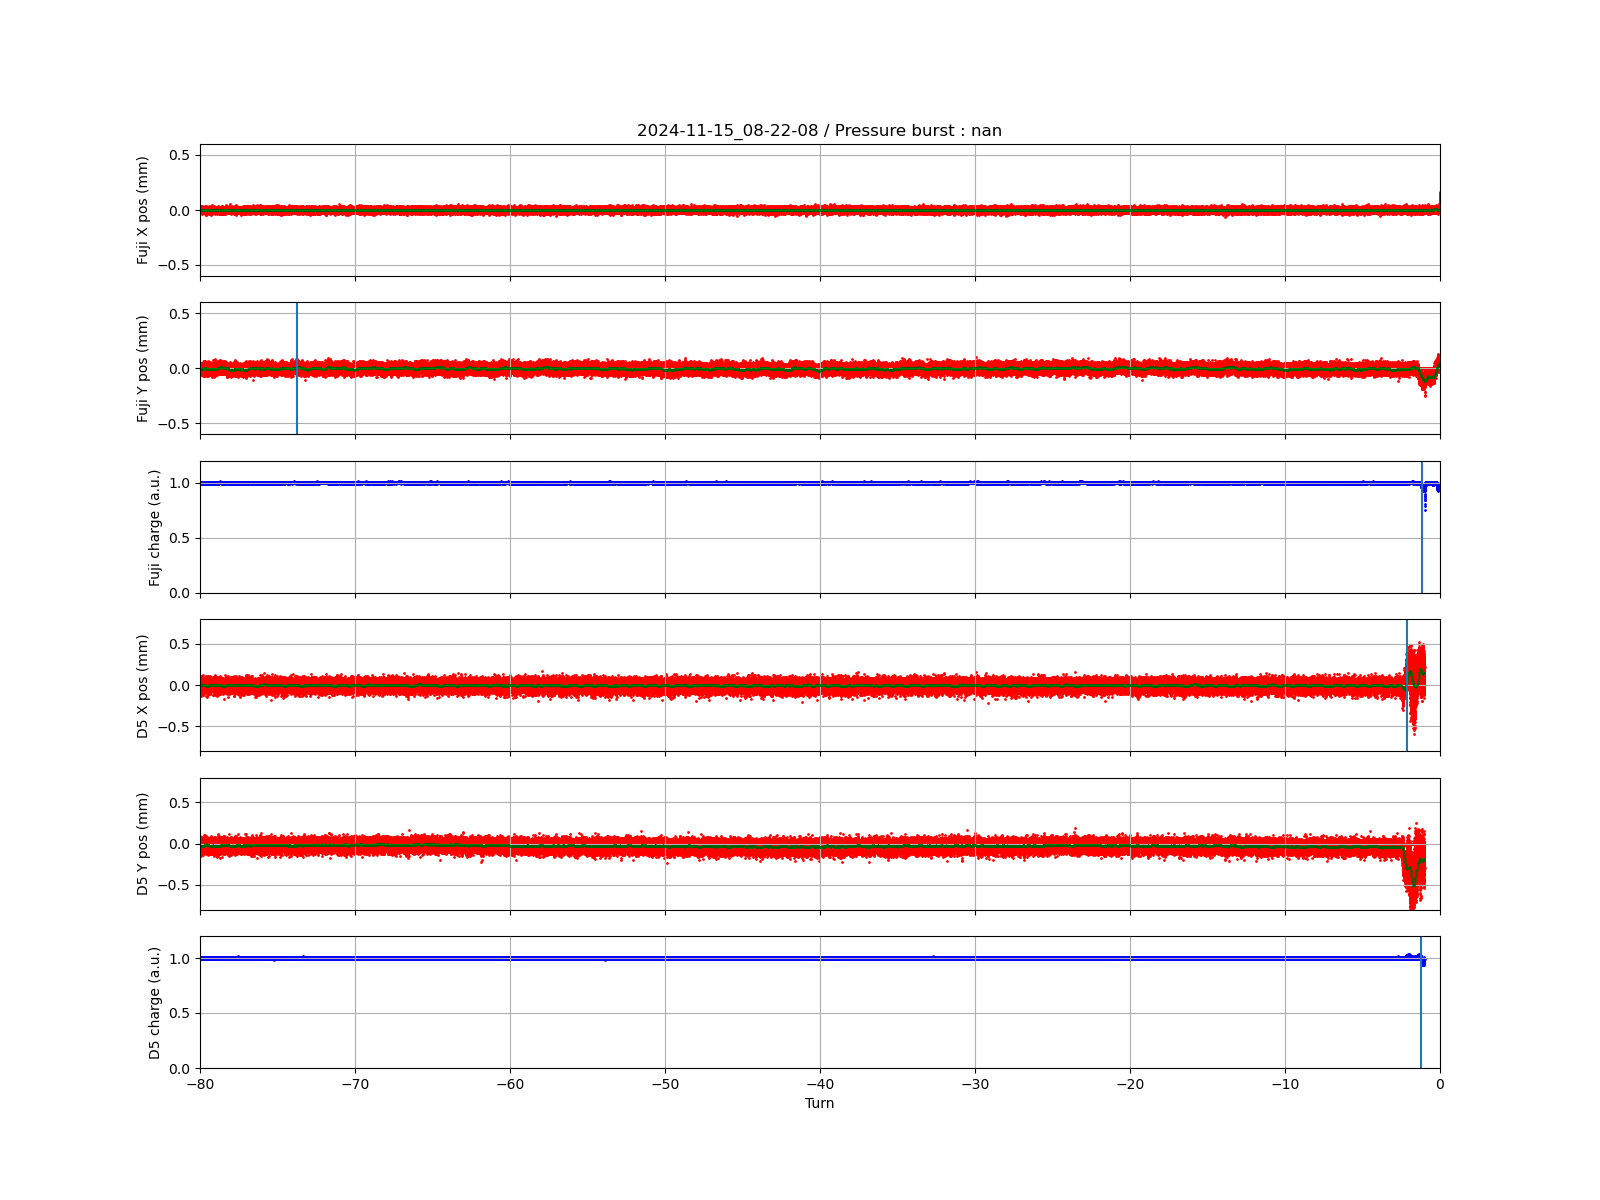 2024-11-15_08-22-08 / Pressure burst : nan
0.5
0.0
−0.5
Fuji X pos (mm)
0.5
0.0
−0.5
Fuji Y pos (mm)
1.0
0.5
0.0
Fuji charge (a.u.)
0.5
0.0
−0.5
D5 X pos (mm)
0.5
0.0
−0.5
D5 Y pos (mm)
1.0
0.5
0.0
D5 charge (a.u.)
−80 −70 −60 −50 −40 −30 −20 −10 0
Turn